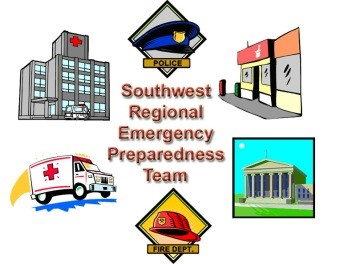 POLICE
Southwest
Regional
Emergency
Preparedness
Team
FIRE DEPT.